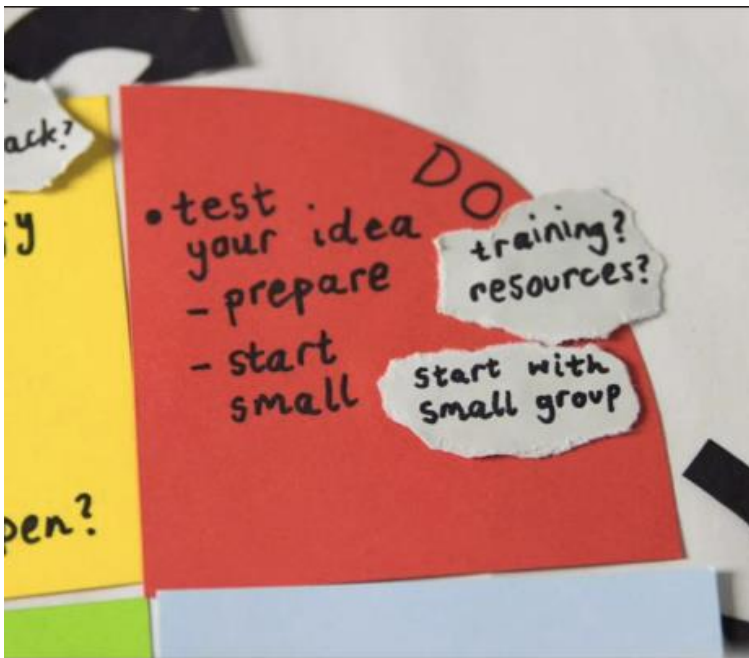 ack?
y
pen?
DO
• test
your idea
- prepare
- start
small
training?
resources?
start with
small group